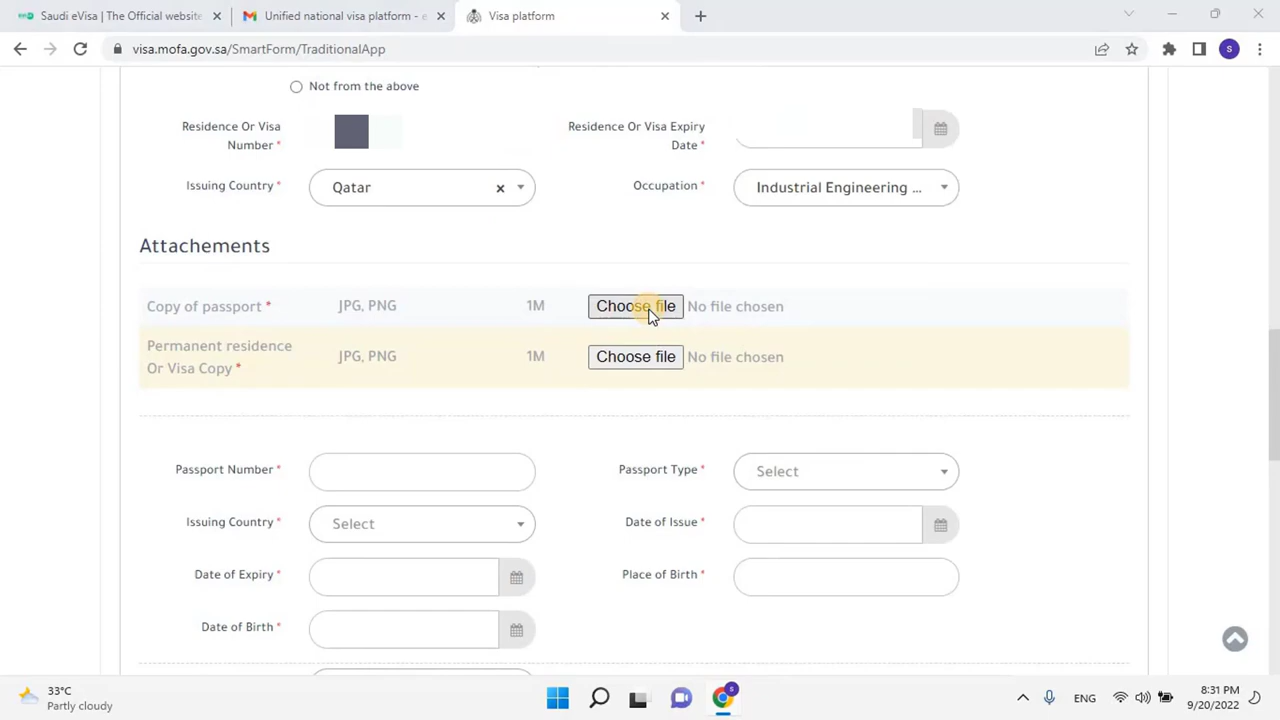 Saudi eVisa | The Official website
Unified national visa platform - e
Visa platform
visa.mofa.gov.sa/SmartForm/TraditionalApp
S
Not from the above
Residence Or Visa Number *
Residence Or Visa Expiry Date *
Issuing Country * Qatar ×
Occupation * Industrial Engineering ...
Attachements
Copy of passport * JPG, PNG 1M Choose file No file chosen
Permanent residence Or Visa Copy * JPG, PNG 1M Choose file No file chosen
Passport Number *
Passport Type * Select
Issuing Country * Select
Date of Issue *
Date of Expiry *
Place of Birth *
Date of Birth *
33°C
Partly cloudy
S
ENG
8:31 PM
9/20/2022